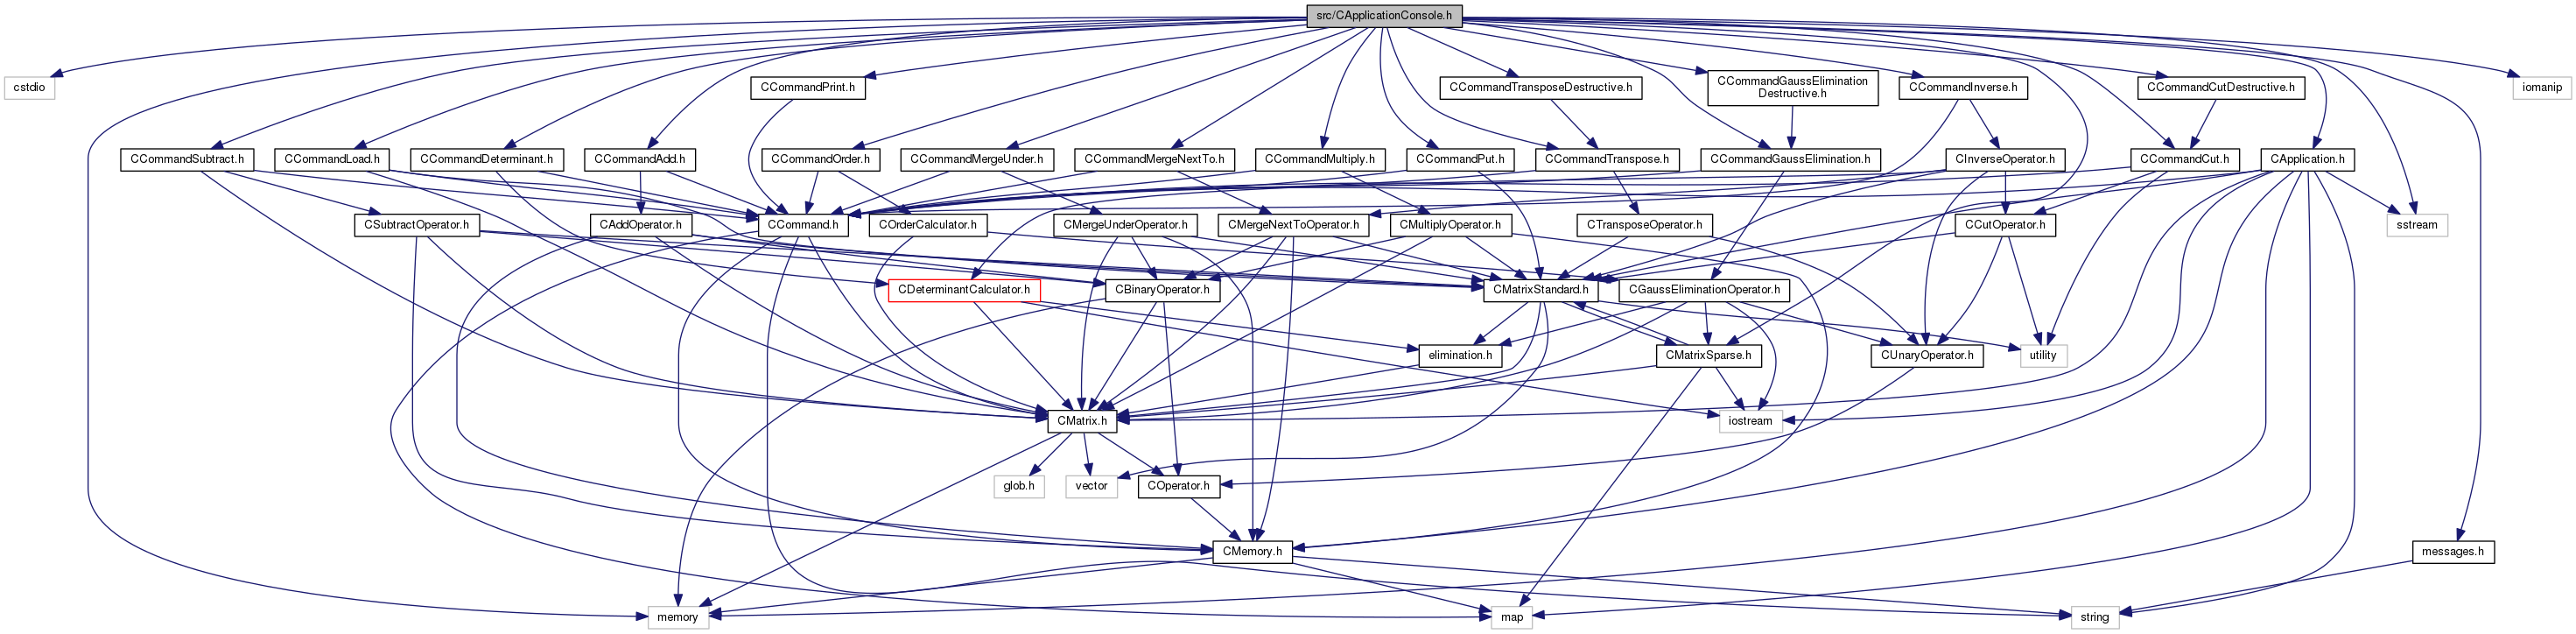 src/CApplicationConsole.h
cstdio
CCommandPrint.h
CCommandTransposeDestructive.h
CCommandGaussElimination
Destructive.h
CCommandInverse.h
CCommandCutDestructive.h
iomanip
CCommandSubtract.h
CCommandLoad.h
CCommandDeterminant.h
CCommandAdd.h
CCommandOrder.h
CCommandMergeUnder.h
CCommandMergeNextTo.h
CCommandMultiply.h
CCommandPut.h
CCommandTranspose.h
CCommandGaussElimination.h
CInverseOperator.h
CCommandCut.h
CApplication.h
CSubtractOperator.h
CAddOperator.h
CCommand.h
COrderCalculator.h
CMergeUnderOperator.h
CMergeNextToOperator.h
CMultiplyOperator.h
CTransposeOperator.h
CCutOperator.h
sstream
CDeterminantCalculator.h
CBinaryOperator.h
CMatrixStandard.h
CGaussEliminationOperator.h
elimination.h
CMatrixSparse.h
CUnaryOperator.h
utility
CMatrix.h
iostream
glob.h
vector
COperator.h
CMemory.h
messages.h
memory
map
string